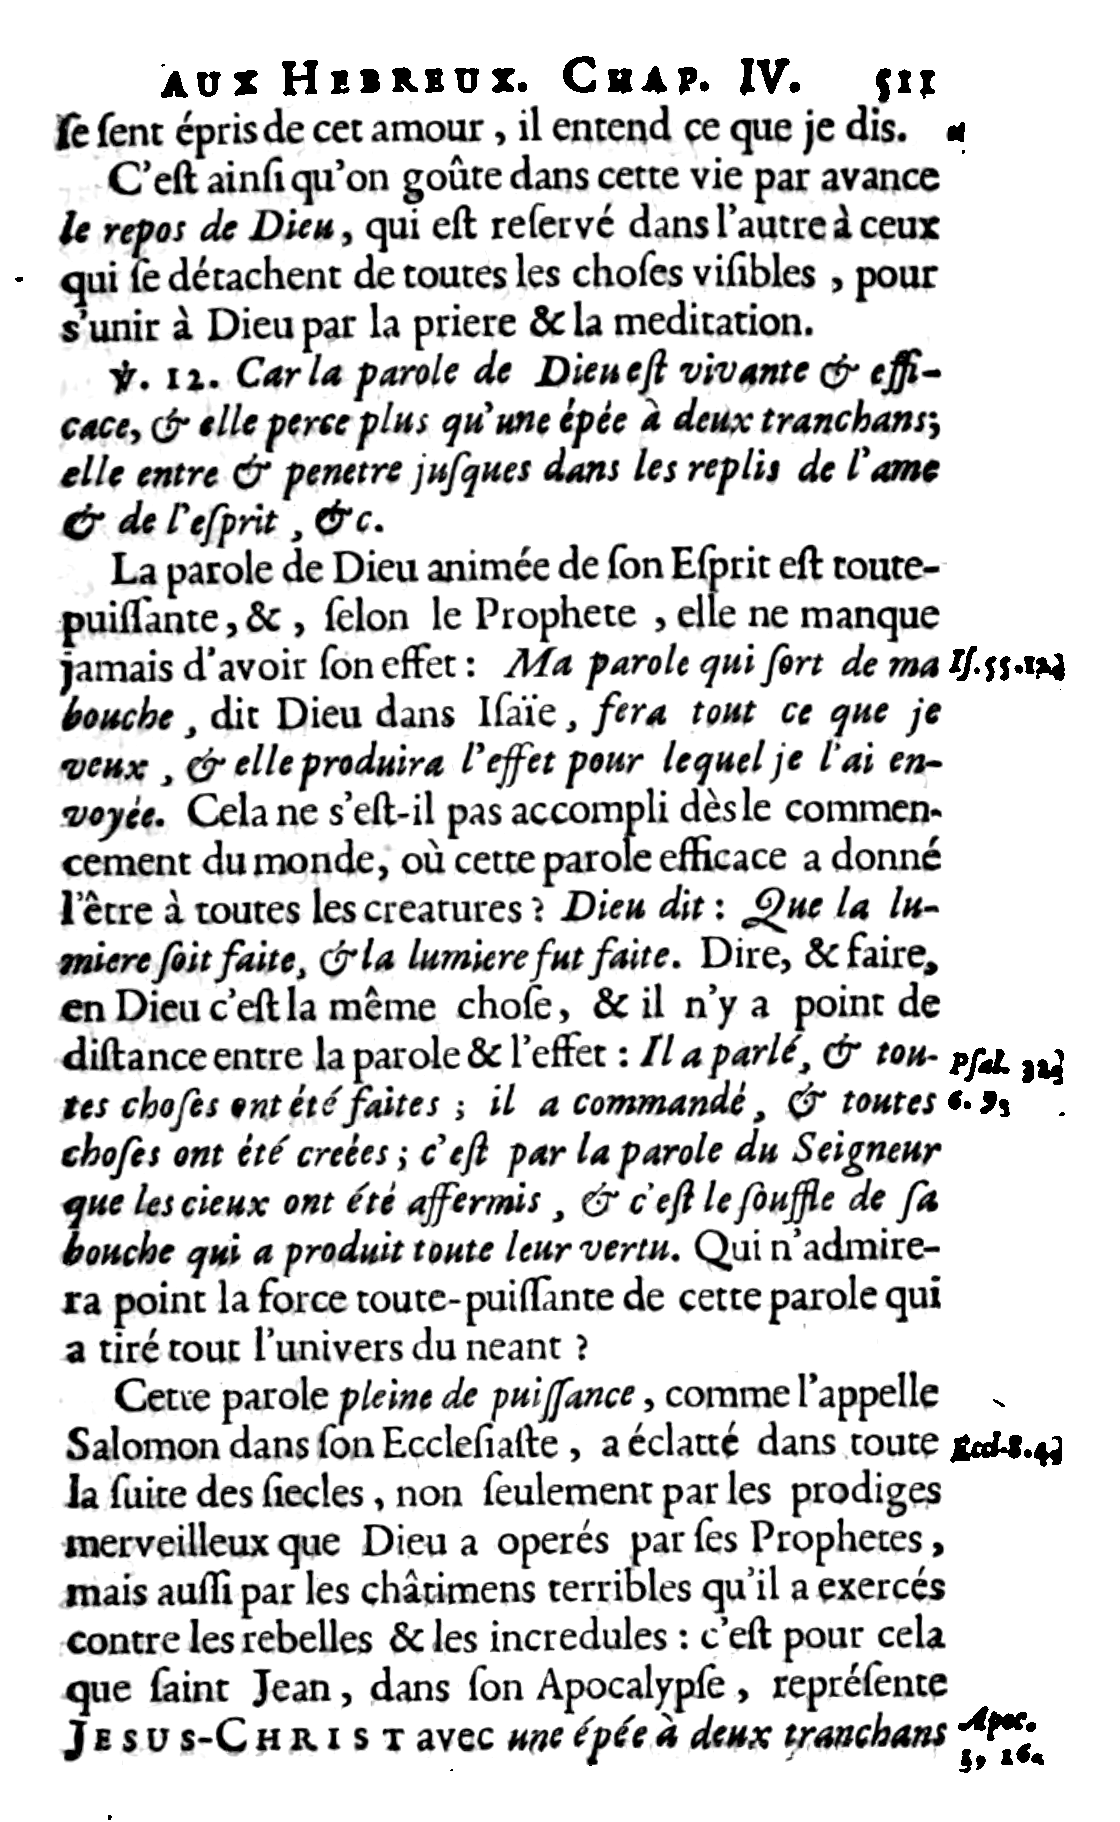 AUX HEBREUX. CHAP. IV. 511
ſe ſent épris de cet amour, il entend ce que je dis.
C'eſt ainſi qu'on goûte dans cette vie par avance
le repos de Dieu, qui eſt reſervé dans l'autre à ceux
qui ſe détachent de toutes les choſes viſibles, pour
s'unir à Dieu par la priere & la meditation.
℣. 12. Car la parole de Dieu eſt vivante & effi-
cace, & elle perce plus qu'une épée à deux tranchans;
elle entre & penetre juſques dans les replis de l'ame
& de l'eſprit, &c.
La parole de Dieu animée de ſon Eſprit eſt toute-
puiſſante, &, ſelon le Prophete, elle ne manque
jamais d'avoir ſon effet : Ma parole qui ſort de ma
Iſ. 55. 12.
bouche, dit Dieu dans Iſaïe, fera tout ce que je
veux, & elle produira l'effet pour lequel je l'ai en-
voyée. Cela ne s'eſt-il pas accompli dès le commen-
cement du monde, où cette parole efficace a donné
l'être à toutes les creatures ? Dieu dit : Que la lu-
miere ſoit faite, & la lumiere fut faite. Dire, & faire,
en Dieu c'eſt la même choſe, & il n'y a point de
diſtance entre la parole & l'effet : Il a parlé, & tou-
Pſal. 32.
tes choſes ont été faites ; il a commandé, & toutes
6. 9.
choſes ont été creées ; c'eſt par la parole du Seigneur
que les cieux ont été affermis, & c'eſt le ſouffle de ſa
bouche qui a produit toute leur vertu. Qui n'admire-
ra point la force toute-puiſſante de cette parole qui
a tiré tout l'univers du neant ?
Cette parole pleine de puiſſance, comme l'appelle
Salomon dans ſon Eccleſiaſte, a éclatté dans toute
Eccl. 8. 4.
la ſuite des ſiecles, non ſeulement par les prodiges
merveilleux que Dieu a operés par ſes Prophetes,
mais auſſi par les châtimens terribles qu'il a exercés
contre les rebelles & les incredules : c'eſt pour cela
que ſaint Jean, dans ſon Apocalypſe, repréſente
JESUS-CHRIST avec une épée à deux tranchans
Apoc.
1, 16.